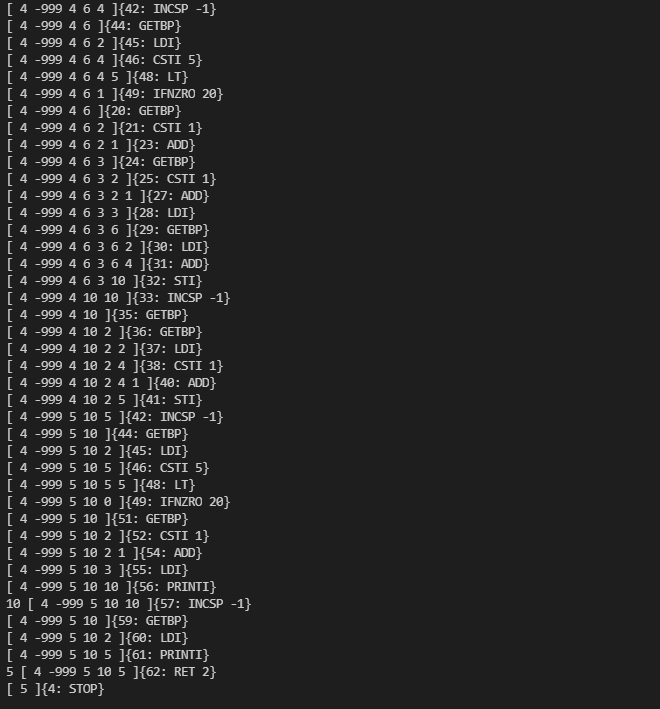 [ 4 -999 4 6 4 ]{42: INCSP -1}
[ 4 -999 4 6 ]{44: GETBP}
[ 4 -999 4 6 2 ]{45: LDI}
[ 4 -999 4 6 4 ]{46: CSTI 5}
[ 4 -999 4 6 4 5 ]{48: LT}
[ 4 -999 4 6 1 ]{49: IFNZRO 20}
[ 4 -999 4 6 ]{20: GETBP}
[ 4 -999 4 6 2 ]{21: CSTI 1}
[ 4 -999 4 6 2 1 ]{23: ADD}
[ 4 -999 4 6 3 ]{24: GETBP}
[ 4 -999 4 6 3 2 ]{25: CSTI 1}
[ 4 -999 4 6 3 2 1 ]{27: ADD}
[ 4 -999 4 6 3 3 ]{28: LDI}
[ 4 -999 4 6 3 6 ]{29: GETBP}
[ 4 -999 4 6 3 6 2 ]{30: LDI}
[ 4 -999 4 6 3 6 4 ]{31: ADD}
[ 4 -999 4 6 3 10 ]{32: STI}
[ 4 -999 4 10 10 ]{33: INCSP -1}
[ 4 -999 4 10 ]{35: GETBP}
[ 4 -999 4 10 2 ]{36: GETBP}
[ 4 -999 4 10 2 2 ]{37: LDI}
[ 4 -999 4 10 2 4 ]{38: CSTI 1}
[ 4 -999 4 10 2 4 1 ]{40: ADD}
[ 4 -999 4 10 2 5 ]{41: STI}
[ 4 -999 5 10 5 ]{42: INCSP -1}
[ 4 -999 5 10 ]{44: GETBP}
[ 4 -999 5 10 2 ]{45: LDI}
[ 4 -999 5 10 5 ]{46: CSTI 5}
[ 4 -999 5 10 5 5 ]{48: LT}
[ 4 -999 5 10 0 ]{49: IFNZRO 20}
[ 4 -999 5 10 ]{51: GETBP}
[ 4 -999 5 10 2 ]{52: CSTI 1}
[ 4 -999 5 10 2 1 ]{54: ADD}
[ 4 -999 5 10 3 ]{55: LDI}
[ 4 -999 5 10 10 ]{56: PRINTI}
10 [ 4 -999 5 10 10 ]{57: INCSP -1}
[ 4 -999 5 10 ]{59: GETBP}
[ 4 -999 5 10 2 ]{60: LDI}
[ 4 -999 5 10 5 ]{61: PRINTI}
5 [ 4 -999 5 10 5 ]{62: RET 2}
[ 5 ]{4: STOP}